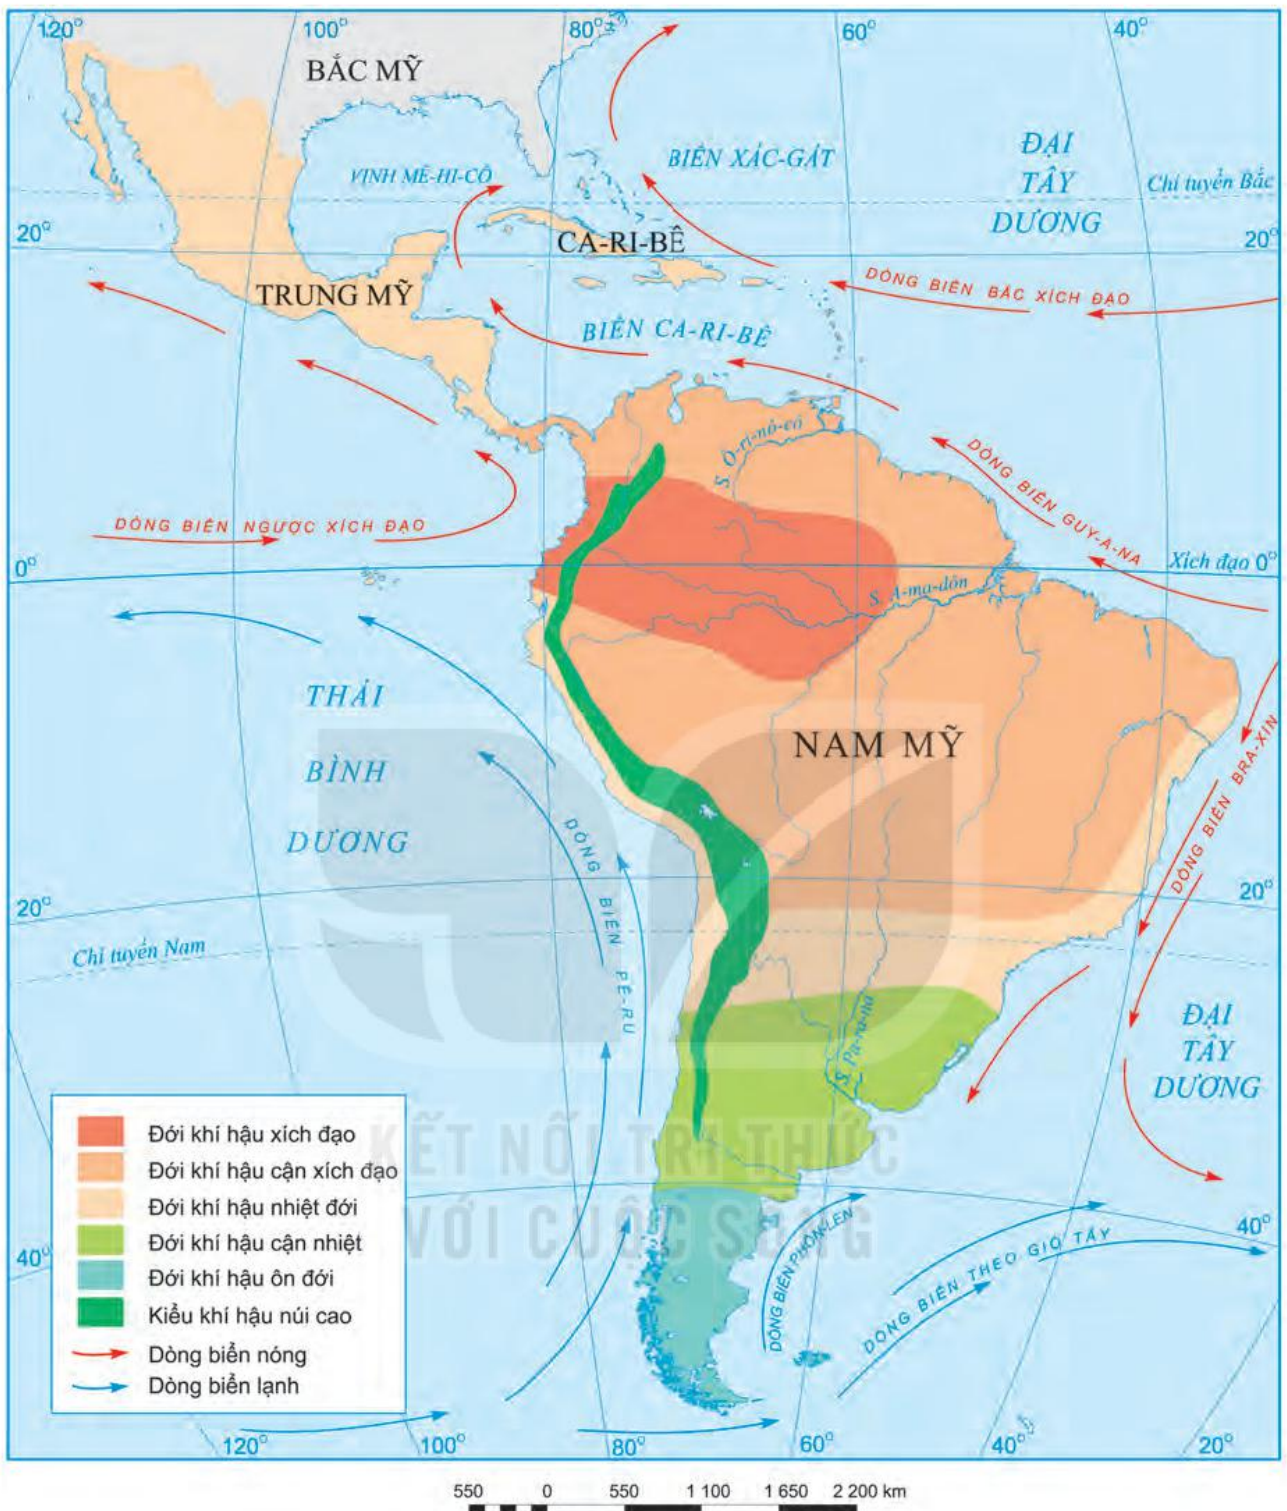 120°
100°
80°
60°
40°
BẮC MỸ
BIỂN XÁC-GÁT
ĐẠI
TÂY
DƯƠNG
VỊNH MÊ-HI-CÔ
Chí tuyến Bắc
20°
20°
CA-RI-BÊ
TRUNG MỸ
DÒNG BIỂN BẮC XÍCH ĐẠO
BIỂN CA-RI-BÊ
S. Ô-ri-nô-cô
DÒNG BIỂN GUY-A-NA
DÒNG BIỂN NGƯỢC XÍCH ĐẠO
0°
Xích đạo 0°
S. A-ma-dôn
THÁI
BÌNH
DƯƠNG
NAM MỸ
DÒNG BIỂN BRA-XIN
DÒNG BIỂN PÊ-RU
20°
20°
Chí tuyến Nam
S. Pa-ra-na
ĐẠI
TÂY
DƯƠNG
KẾT NỐI TRI THỨC
VỚI CUỘC SỐNG
Đới khí hậu xích đạo
Đới khí hậu cận xích đạo
Đới khí hậu nhiệt đới
Đới khí hậu cận nhiệt
Đới khí hậu ôn đới
Kiểu khí hậu núi cao
Dòng biển nóng
Dòng biển lạnh
DÒNG BIỂN PHÔN-LEN
DÒNG BIỂN THEO GIÓ TÂY
40°
40°
120°
100°
80°
60°
40°
20°
550 0 550 1 100 1 650 2 200 km